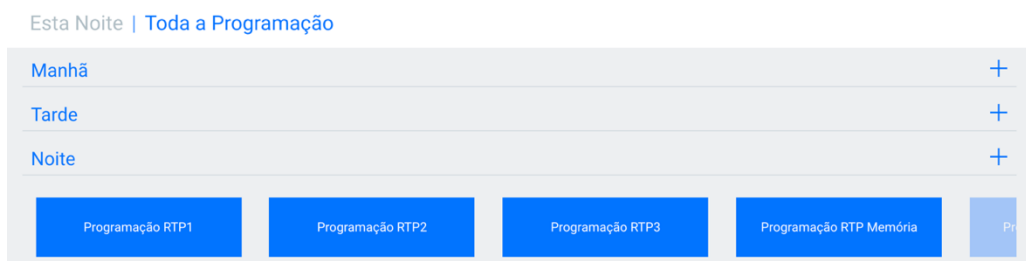 Esta Noite | Toda a Programação
Manhã
Tarde
Noite
Programação RTP1 Programação RTP2 Programação RTP3 Programação RTP Memória